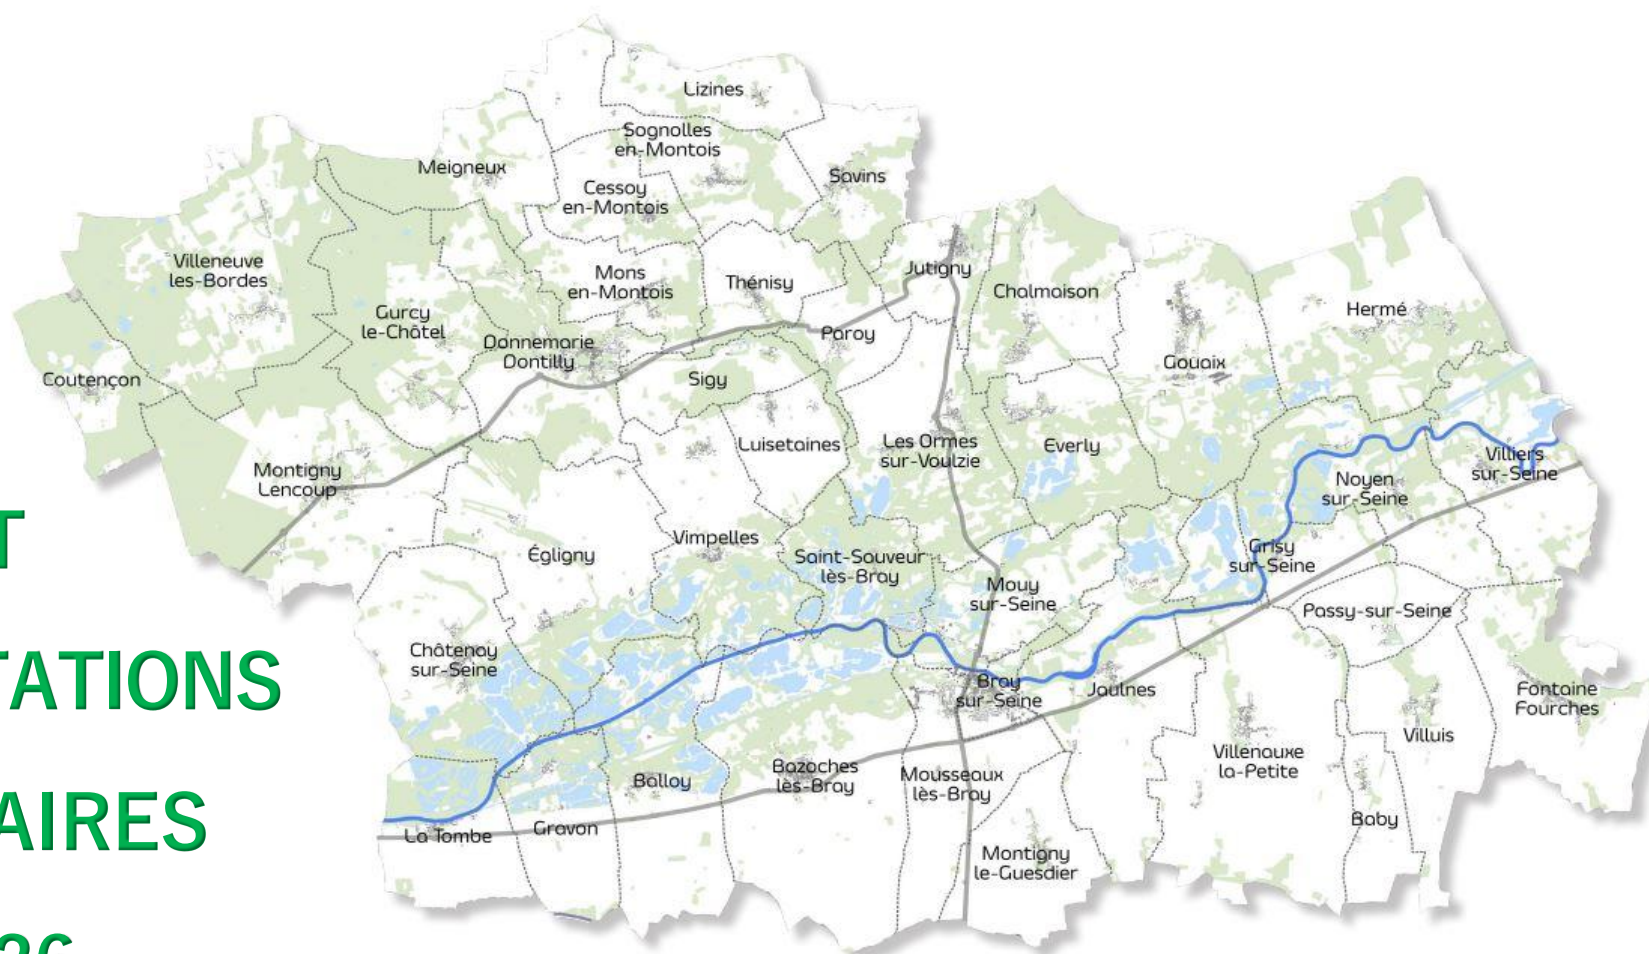 Lizines
Sognolles
en-Montois
Meigneux
Savins
Cessoy
en-Montois
Villeneuve
les-Bordes
Mons
en-Montois
Thénisy
Jutigny
Chalmaison
Hermé
Gurcy
le-Châtel
Donnemarie
Dontilly
Paroy
Gouaix
Coutençon
Sigy
Luisetaines
Les Ormes
sur-Voulzie
Everly
Villiers
sur-Seine
Montigny
Lencoup
Noyen
sur-Seine
T
Vimpelles
Égligny
Saint-Sauveur
lès-Bray
Grisy
sur-Seine
Mouy
sur-Seine
Passy-sur-Seine
TATIONS
Châtenay
sur-Seine
Bray
sur-Seine
Jaulnes
Fontaine
Fourches
Villuis
Villenauxe
la-Petite
Balloy
Bazoches
lès-Bray
Mousseaux
lès-Bray
AIRES
La Tombe
Gravon
Baby
Montigny
le-Guesdier